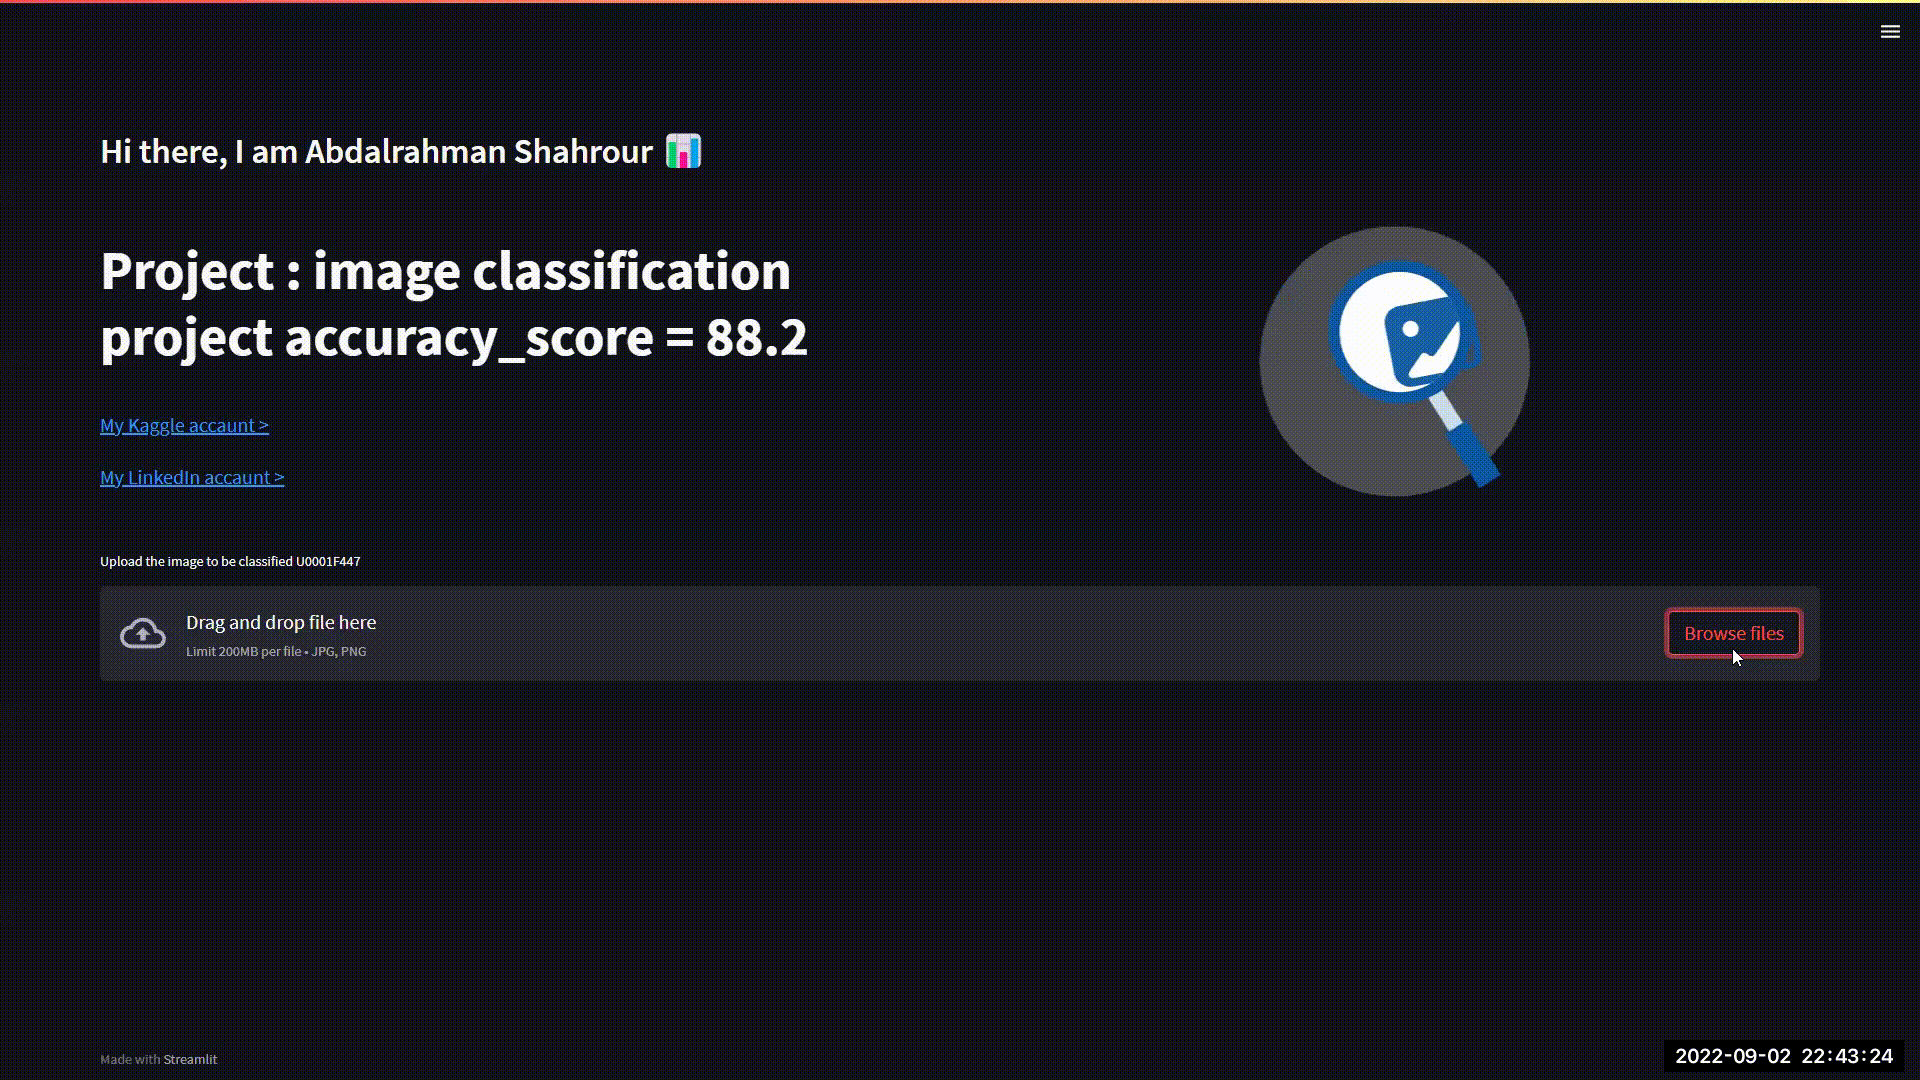 Hi there, I am Abdalrahman Shahrour
Project : image classification
project accuracy_score = 88.2
My Kaggle accaunt >
My LinkedIn accaunt >
Upload the image to be classified U0001F447
Drag and drop file here
Limit 200MB per file • JPG, PNG
Browse files
Made with Streamlit
2022-09-02 22:43:24